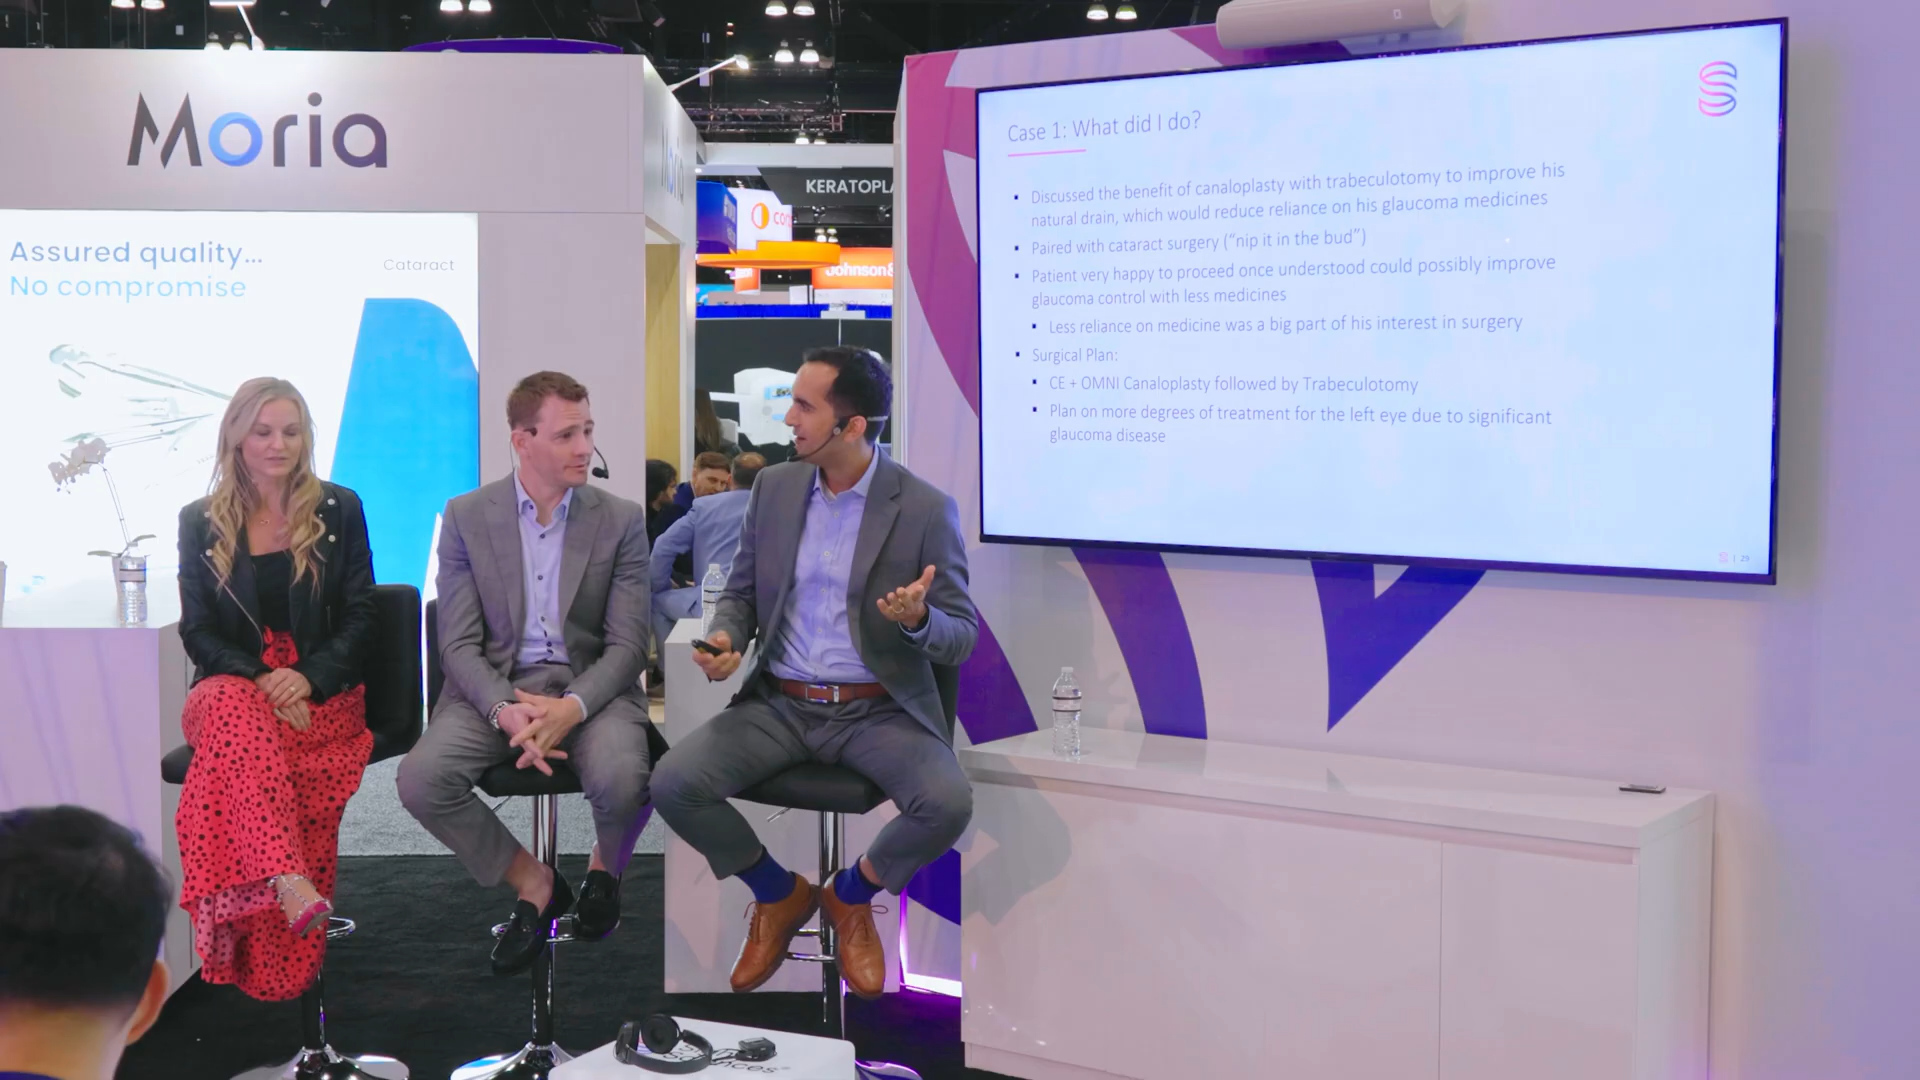 Moria
Assured quality...
No compromise
Cataract
KERATOPLA
Johnson&
Case 1: What did I do?
▪ Discussed the benefit of canaloplasty with trabeculotomy to improve his
natural drain, which would reduce reliance on his glaucoma medicines
▪ Paired with cataract surgery (“nip it in the bud”)
▪ Patient very happy to proceed once understood could possibly improve
glaucoma control with less medicines
▪ Less reliance on medicine was a big part of his interest in surgery
▪ Surgical Plan:
▪ CE + OMNI Canaloplasty followed by Trabeculotomy
▪ Plan on more degrees of treatment for the left eye due to significant
glaucoma disease
| 29